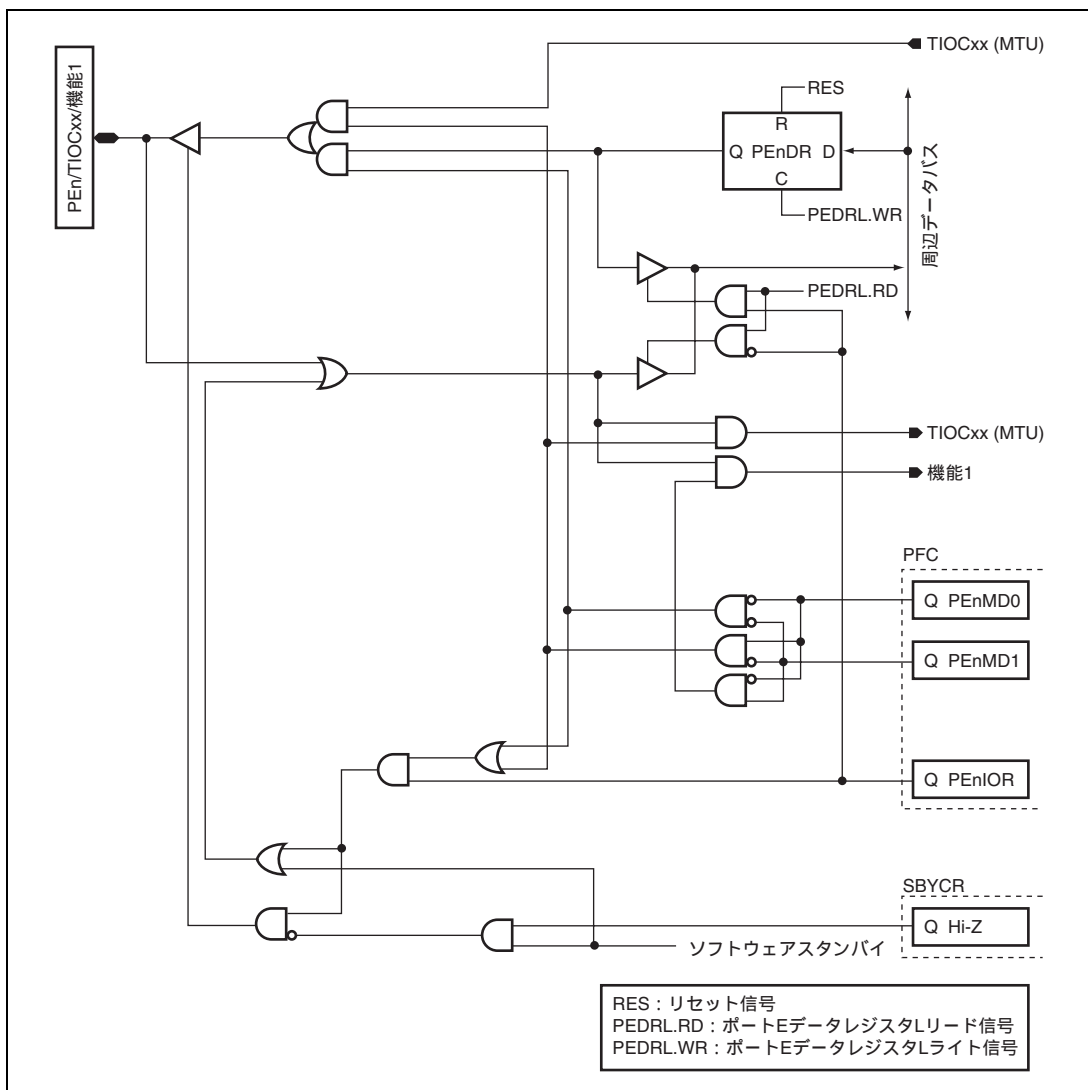 TIOCxx (MTU)
PEn/TIOCxx/機能1
RES
R
Q PEnDR D
C
PEDRL.WR
周辺データバス
PEDRL.RD
TIOCxx (MTU)
機能1
PFC
Q PEnMD0
Q PEnMD1
Q PEnIOR
SBYCR
Q Hi-Z
ソフトウェアスタンバイ
RES：リセット信号
PEDRL.RD：ポートEデータレジスタLリード信号
PEDRL.WR：ポートEデータレジスタLライト信号